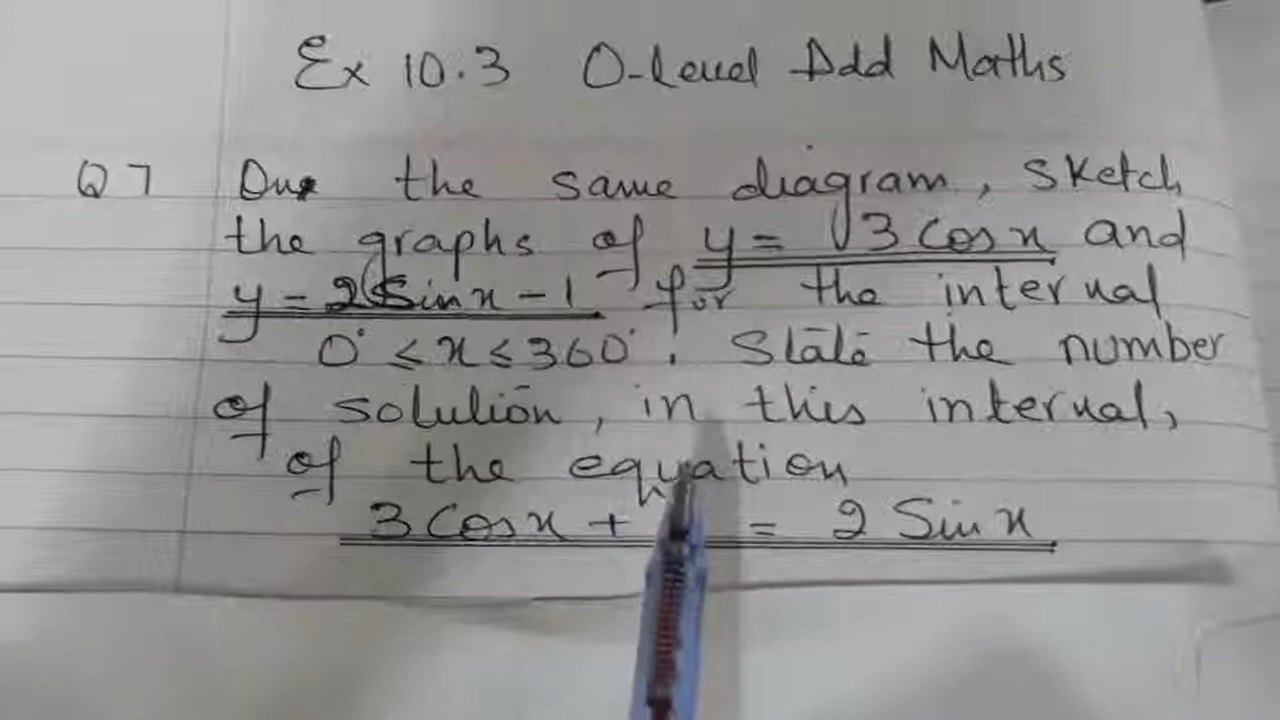 Ex 10.3 O-Level Add Maths
Q7 One the same diagram, sketch
the graphs of y = √3 cos x and
y = 2 Sin x - 1 for the interval
0° ≤ x ≤ 360°. State the number
of solution, in this interval,
of the equation
3 Cos x + = 2 Sin x